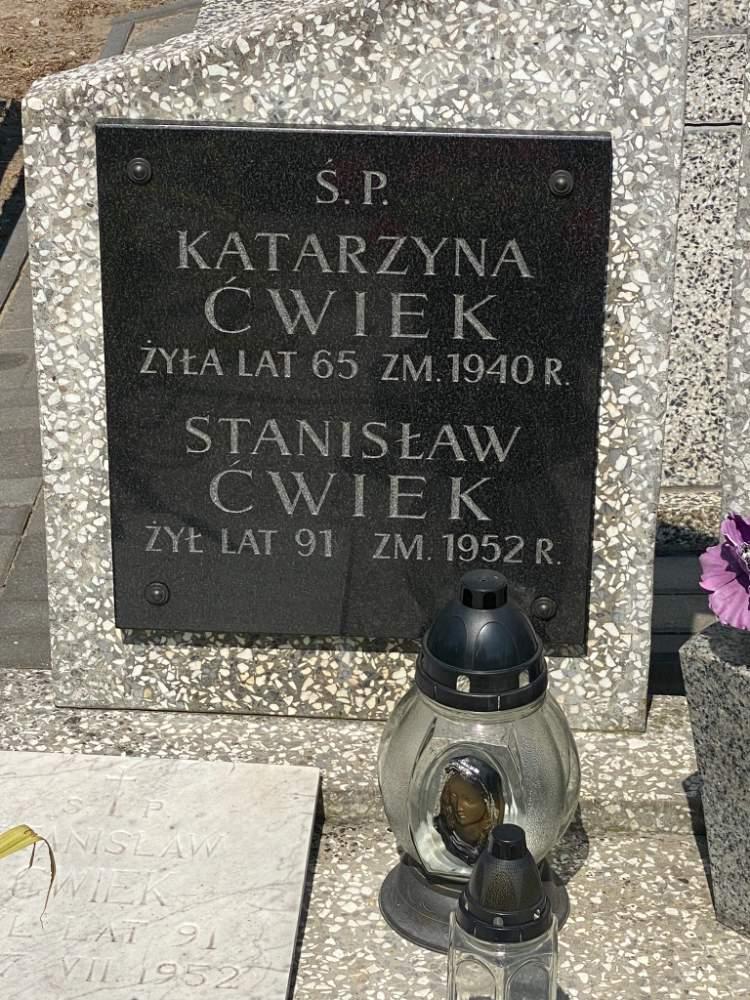 Ś.P.
KATARZYNA
ĆWIEK
ŻYŁA LAT 65 ZM. 1940 R.
STANISŁAW
ĆWIEK
ŻYŁ LAT 91 ZM. 1952 R.
Ś P
ANISŁAW
ĆWIEK
Ł LAT 91
7 VII. 1952